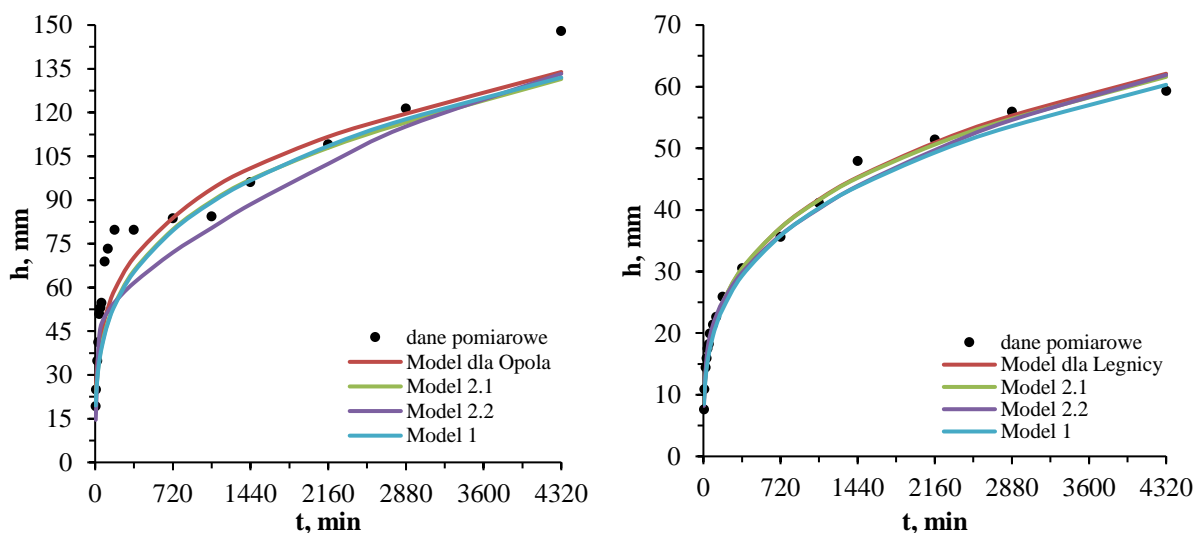 150
135
120
105
90
75
60
45
30
15
0
h, mm
0 720 1440 2160 2880 3600 4320
t, min
dane pomiarowe
Model dla Opola
Model 2.1
Model 2.2
Model 1
70
60
50
40
30
20
10
0
h, mm
0 720 1440 2160 2880 3600 4320
t, min
dane pomiarowe
Model dla Legnicy
Model 2.1
Model 2.2
Model 1